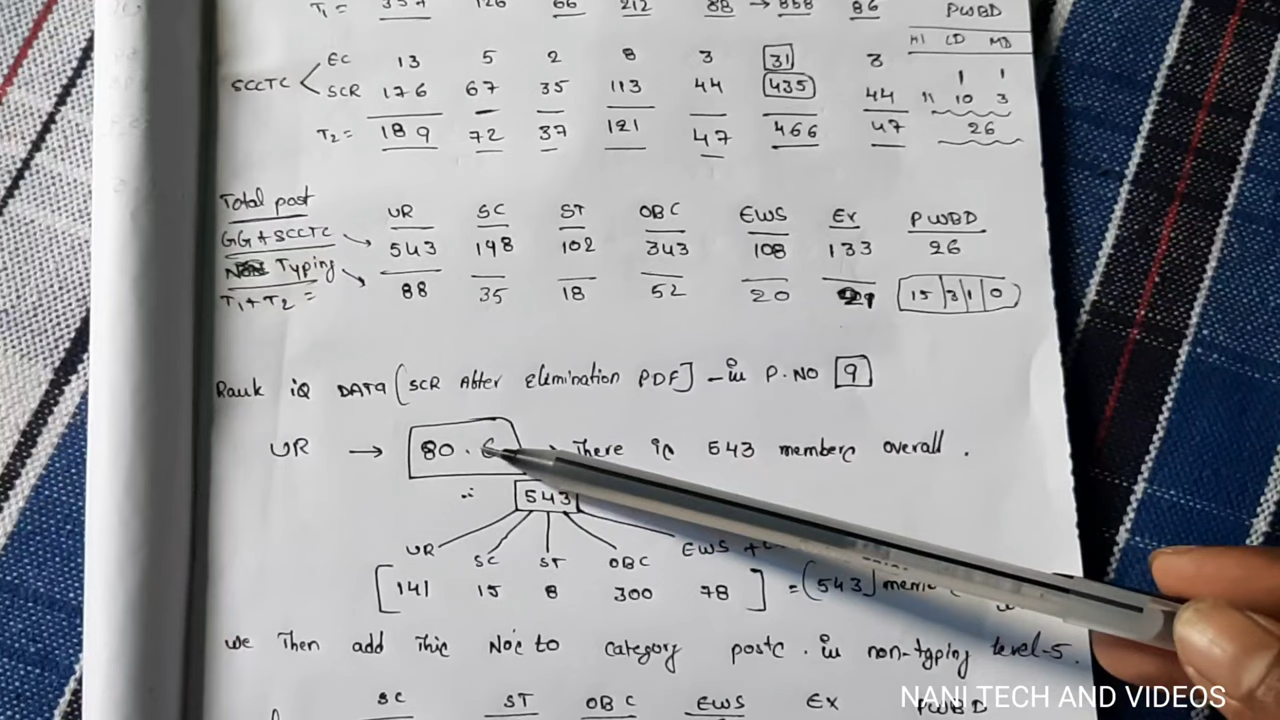 T₁ = 357 126 66 212 88 → 858 86 PWBD
HI LD MD
EC 13 5 2 8 3 31 3 1 1
SCCTC SCR 176 67 35 113 44 435 44 11 10 3
T₂ = 189 72 37 121 47 466 47 26
Total post UR SC ST OBC EWS Ex PWBD
GG + SCCTC 543 198 102 343 108 133 26
Typing 88 35 18 52 20 29 15 3 1 0
T₁ + T₂ =
Rank iQ DATA [SCR After elimination PDF] - in P.NO 9
UR → 80.6 There is 543 members overall.
∴ 543
UR SC ST OBC EWS
[141 15 8 300 78] = (543)
We Then add This No's to category posts. in non-typing level-5.
SC ST OBC EWS EX PWBD
NANI TECH AND VIDEOS